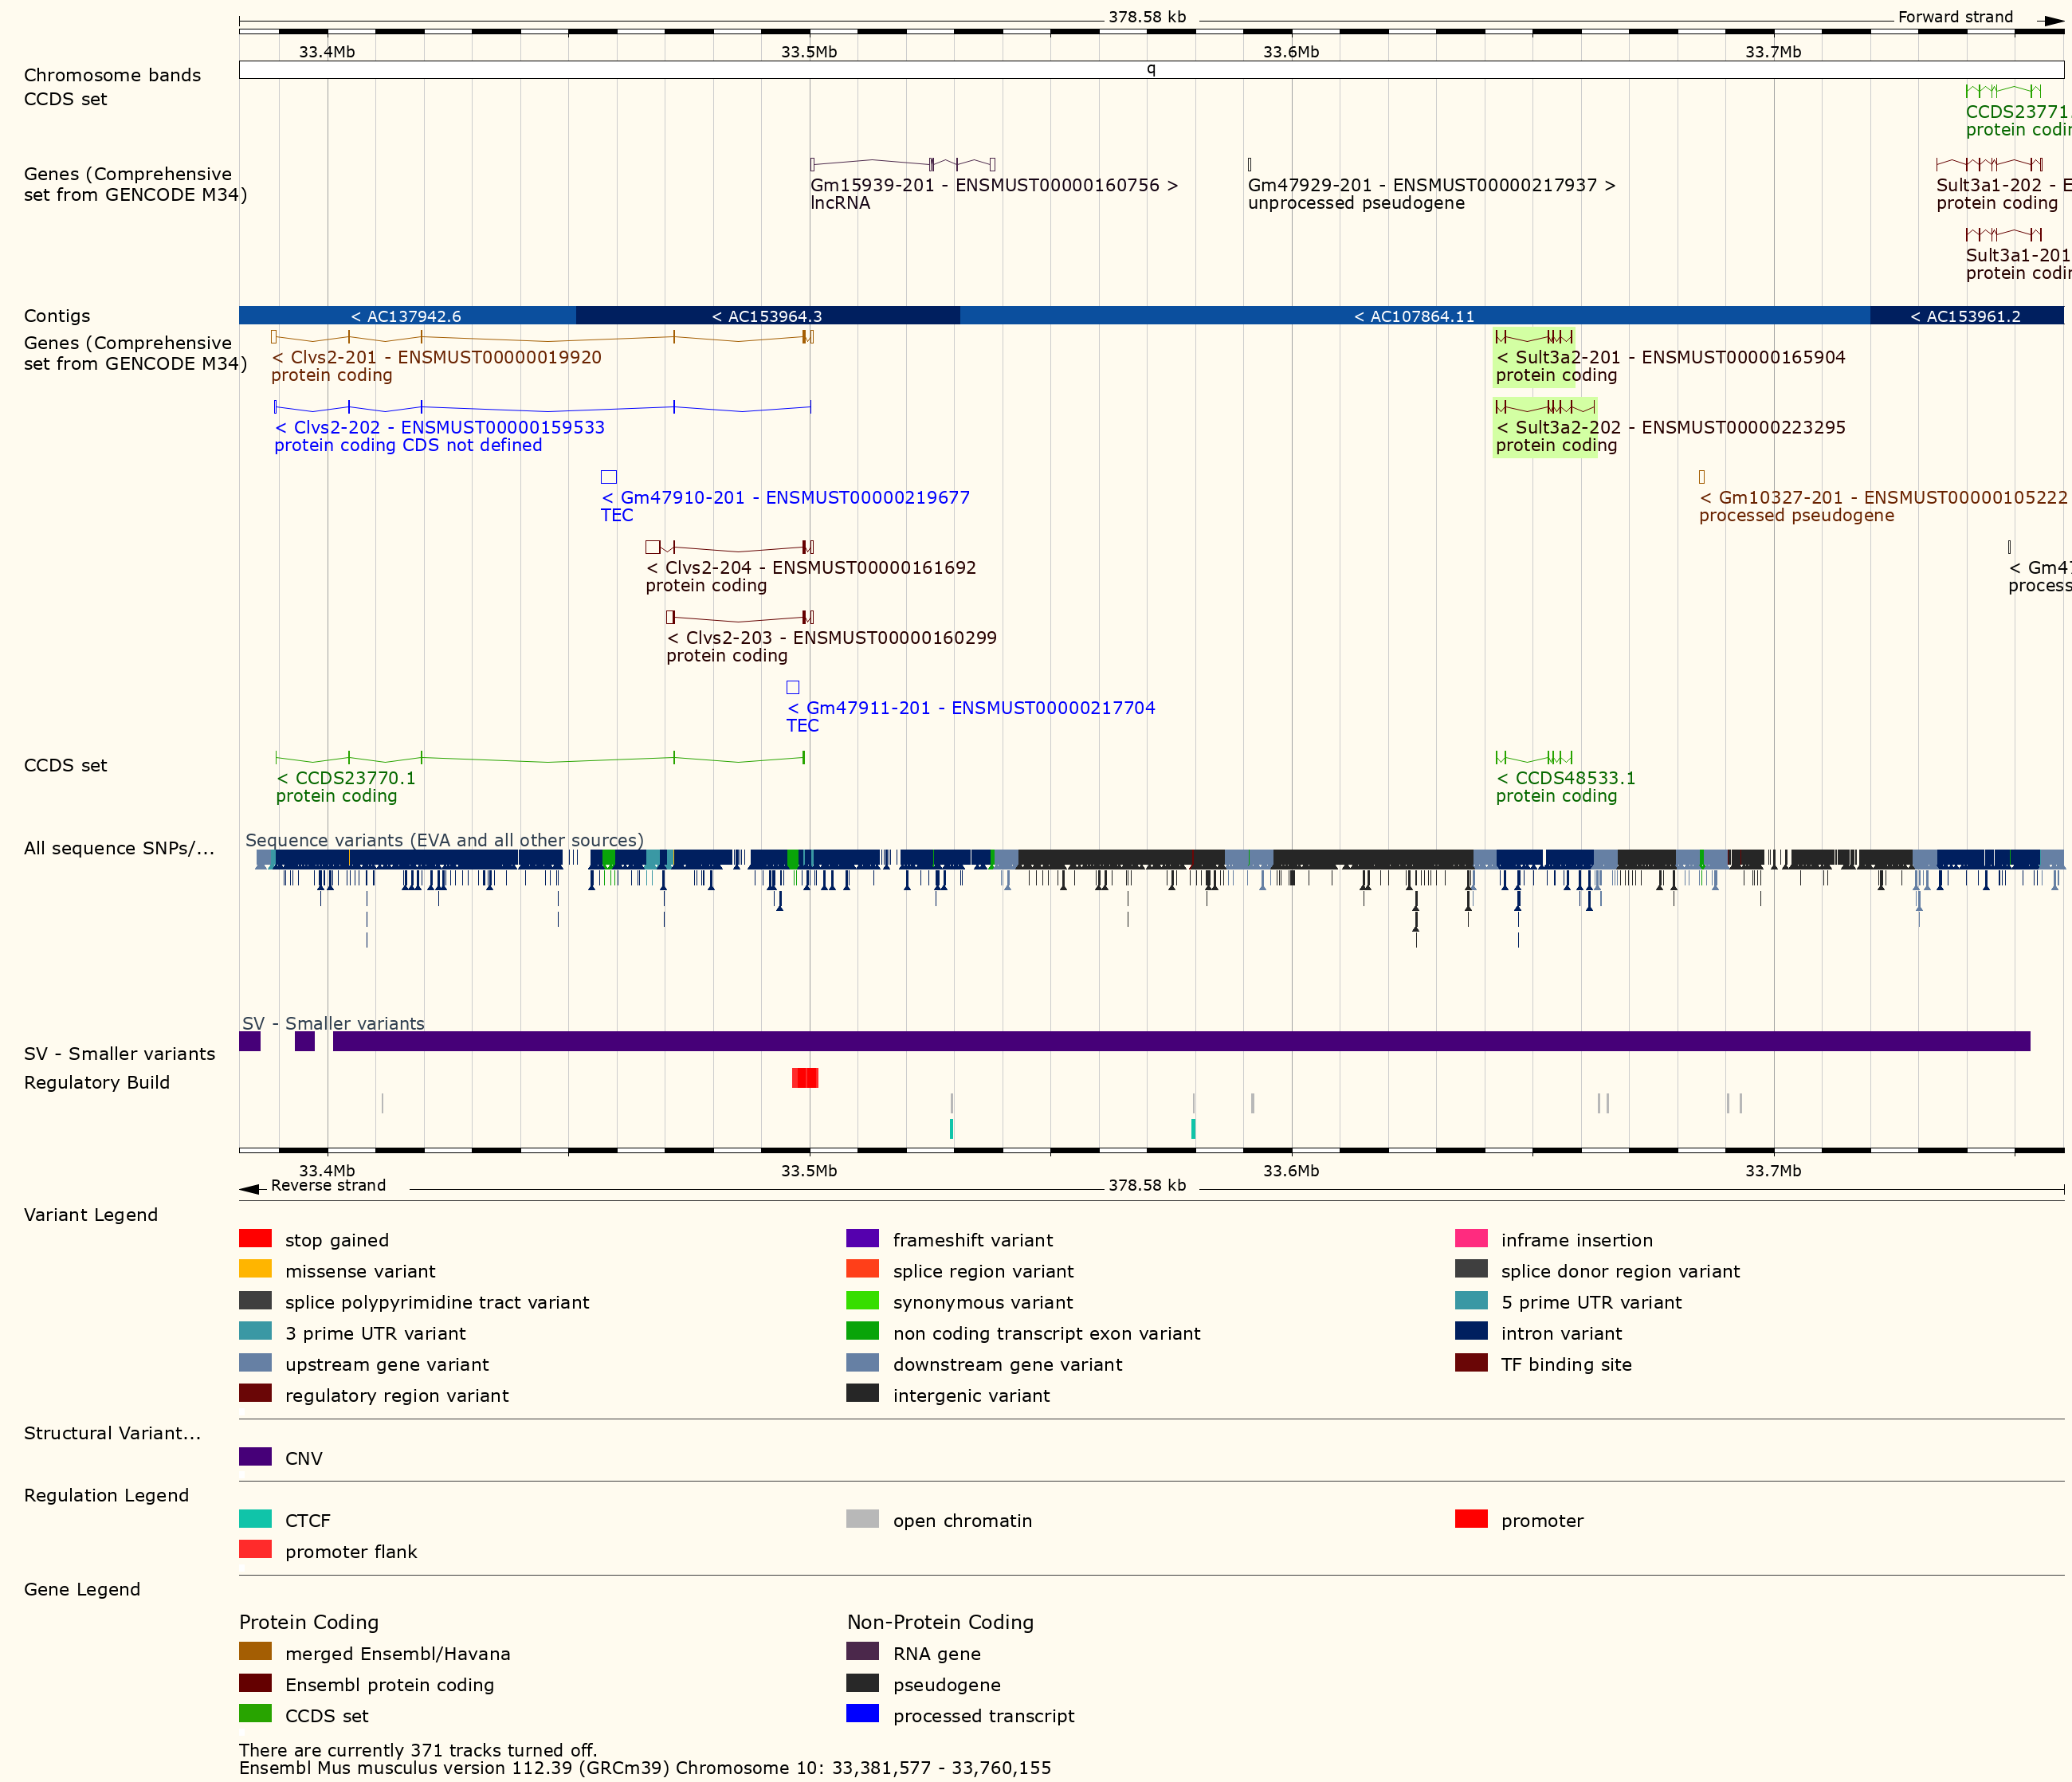 378.58 kb
Forward strand
33.4Mb 33.5Mb 33.6Mb 33.7Mb
Chromosome bands
q
CCDS set
CCDS23771.
protein codin
Genes (Comprehensive
set from GENCODE M34)
Gm15939-201 - ENSMUST00000160756 >
lncRNA
Gm47929-201 - ENSMUST00000217937 >
unprocessed pseudogene
Sult3a1-202 - E
protein coding
Sult3a1-201
protein codin
Contigs
< AC137942.6 < AC153964.3 < AC107864.11 < AC153961.2
Genes (Comprehensive
set from GENCODE M34)
< Clvs2-201 - ENSMUST00000019920
protein coding
< Sult3a2-201 - ENSMUST00000165904
protein coding
< Clvs2-202 - ENSMUST00000159533
protein coding CDS not defined
< Sult3a2-202 - ENSMUST00000223295
protein coding
< Gm47910-201 - ENSMUST00000219677
TEC
< Gm10327-201 - ENSMUST00000105222
processed pseudogene
< Clvs2-204 - ENSMUST00000161692
protein coding
< Gm47
process
< Clvs2-203 - ENSMUST00000160299
protein coding
< Gm47911-201 - ENSMUST00000217704
TEC
CCDS set
< CCDS23770.1
protein coding
< CCDS48533.1
protein coding
Sequence variants (EVA and all other sources)
All sequence SNPs/...
SV - Smaller variants
SV - Smaller variants
Regulatory Build
33.4Mb 33.5Mb 33.6Mb 33.7Mb
Reverse strand
378.58 kb
Variant Legend
stop gained
frameshift variant
inframe insertion
missense variant
splice region variant
splice donor region variant
splice polypyrimidine tract variant
synonymous variant
5 prime UTR variant
3 prime UTR variant
non coding transcript exon variant
intron variant
upstream gene variant
downstream gene variant
TF binding site
regulatory region variant
intergenic variant
Structural Variant...
CNV
Regulation Legend
CTCF
open chromatin
promoter
promoter flank
Gene Legend
Protein Coding
Non-Protein Coding
merged Ensembl/Havana
RNA gene
Ensembl protein coding
pseudogene
CCDS set
processed transcript
There are currently 371 tracks turned off.
Ensembl Mus musculus version 112.39 (GRCm39) Chromosome 10: 33,381,577 - 33,760,155